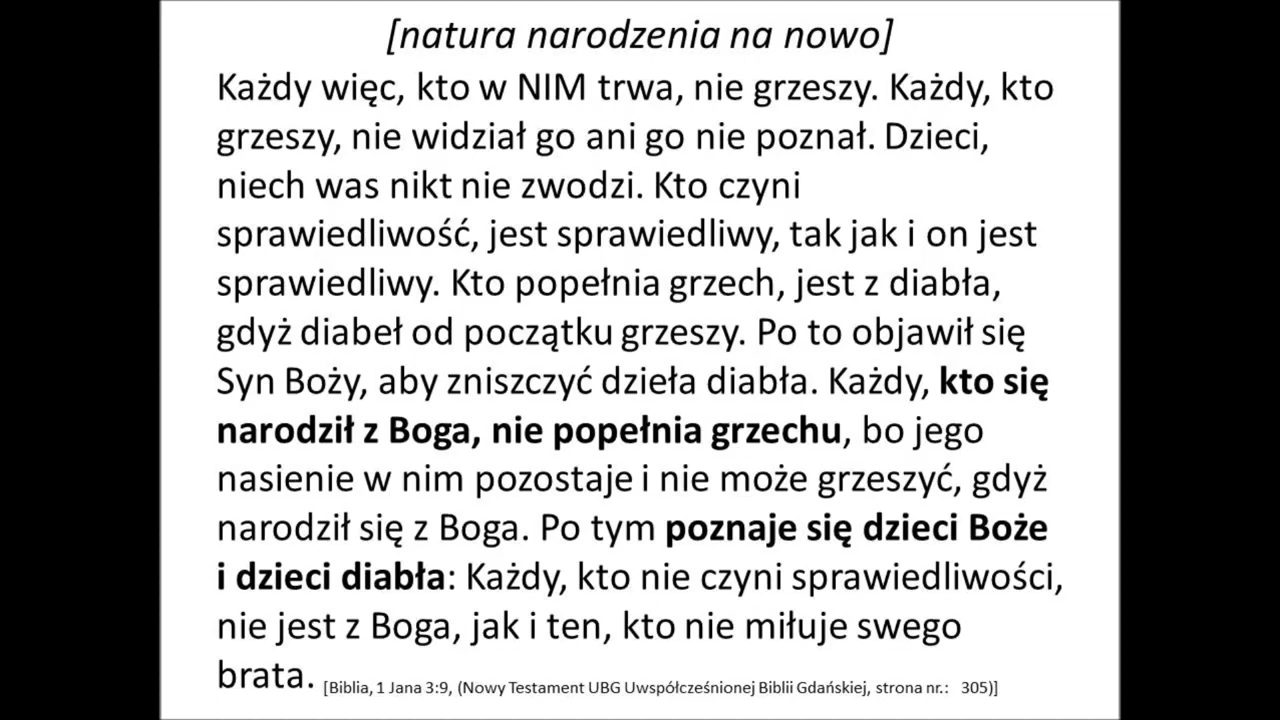 [natura narodzenia na nowo]
Każdy więc, kto w NIM trwa, nie grzeszy. Każdy, kto
grzeszy, nie widział go ani go nie poznał. Dzieci,
niech was nikt nie zwodzi. Kto czyni
sprawiedliwość, jest sprawiedliwy, tak jak i on jest
sprawiedliwy. Kto popełnia grzech, jest z diabła,
gdyż diabeł od początku grzeszy. Po to objawił się
Syn Boży, aby zniszczyć dzieła diabła. Każdy, kto się
narodził z Boga, nie popełnia grzechu, bo jego
nasienie w nim pozostaje i nie może grzeszyć, gdyż
narodził się z Boga. Po tym poznaje się dzieci Boże
i dzieci diabła: Każdy, kto nie czyni sprawiedliwości,
nie jest z Boga, jak i ten, kto nie miłuje swego
brata. [Biblia, 1 Jana 3:9, (Nowy Testament UBG Uwspółcześnionej Biblii Gdańskiej, strona nr.: 305)]